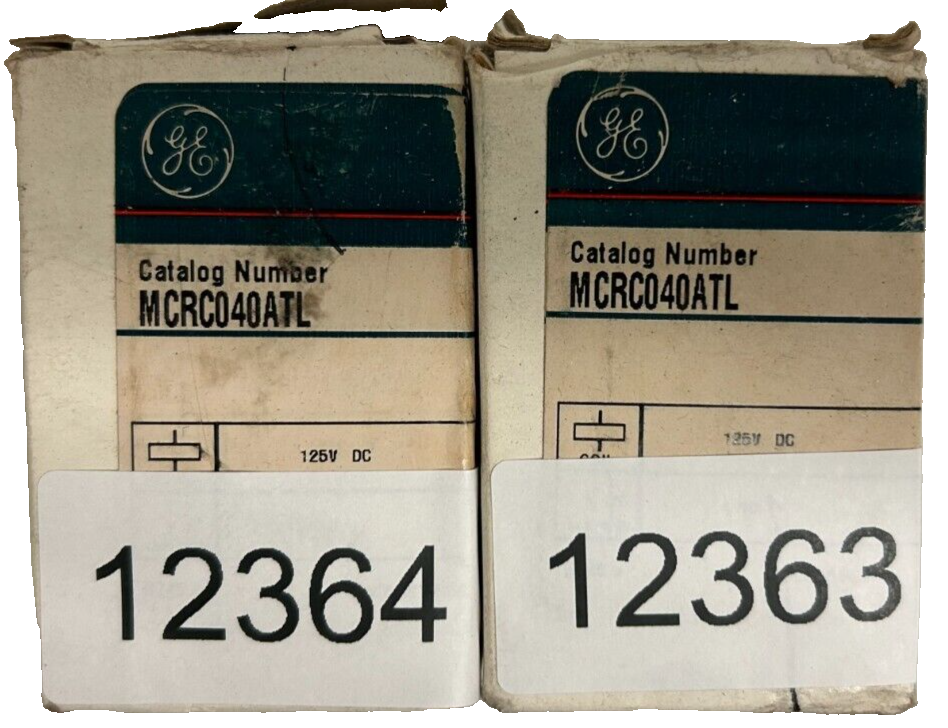 GE
Catalog Number
MCRC040ATL
125V DC
12364
GE
Catalog Number
MCRC040ATL
125V DC
12363